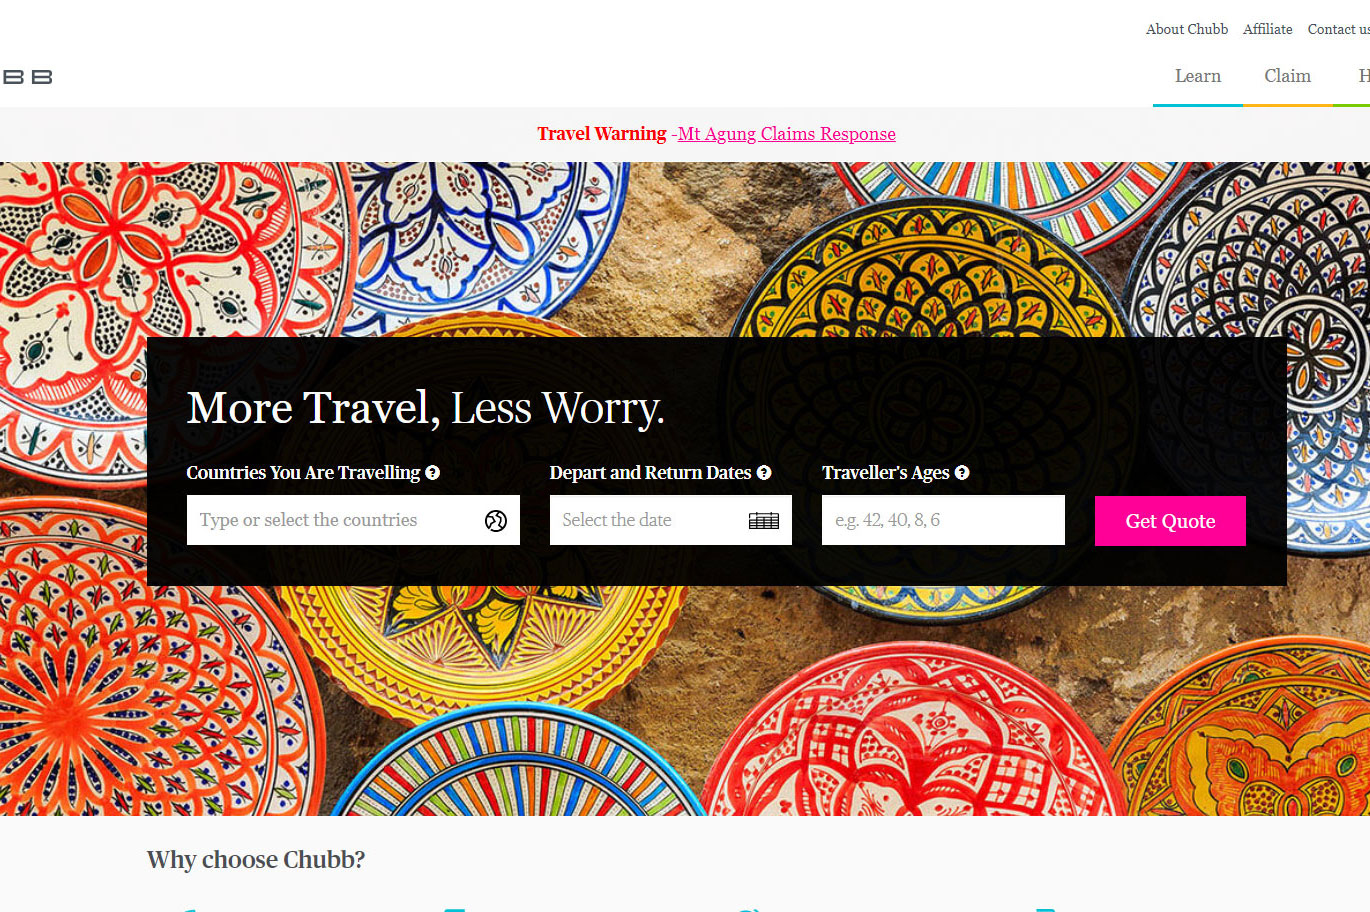 About Chubb Affiliate Contact us
BB
Learn Claim H
Travel Warning -Mt Agung Claims Response
More Travel, Less Worry.
Countries You Are Travelling ? Depart and Return Dates ? Traveller's Ages ?
Type or select the countries Select the date e.g. 42, 40, 8, 6 Get Quote
Why choose Chubb?